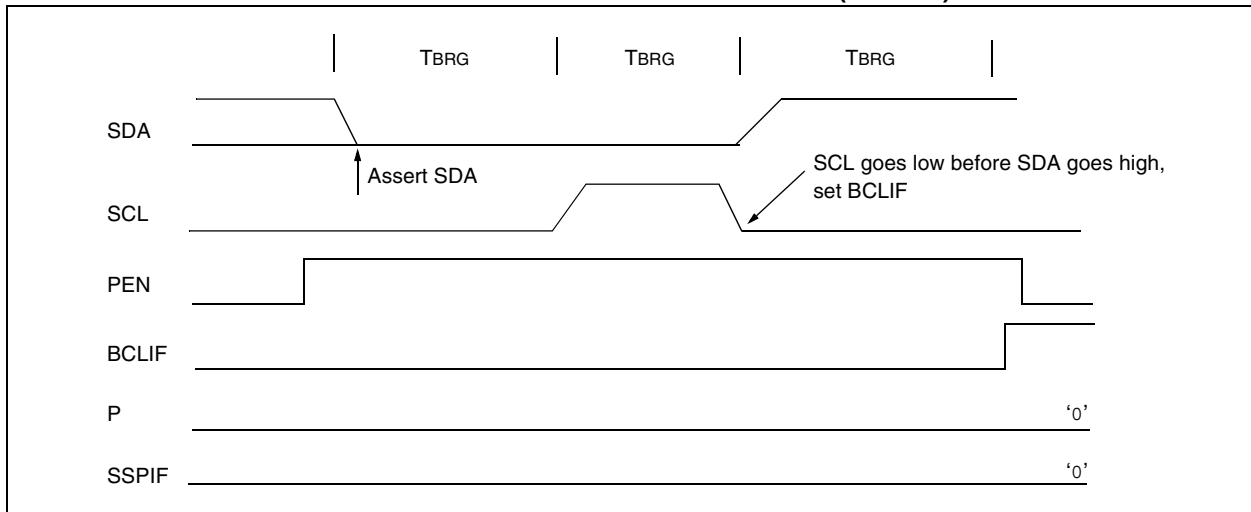 TBRG TBRG TBRG
SDA
Assert SDA
SCL goes low before SDA goes high,
set BCLIF
SCL
PEN
BCLIF
P
‘0’
SSPIF
‘0’